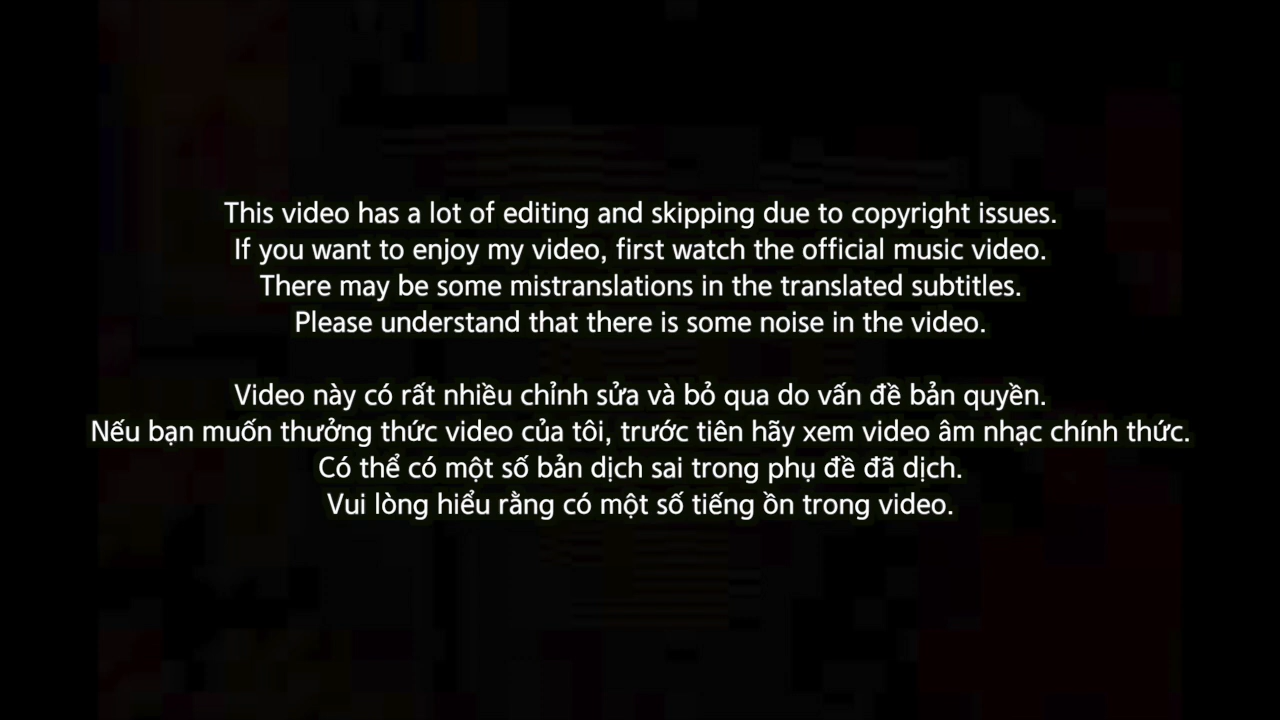 This video has a lot of editing and skipping due to copyright issues.
If you want to enjoy my video, first watch the official music video.
There may be some mistranslations in the translated subtitles.
Please understand that there is some noise in the video.
Video này có rất nhiều chỉnh sửa và bỏ qua do vấn đề bản quyền.
Nếu bạn muốn thưởng thức video của tôi, trước tiên hãy xem video âm nhạc chính thức.
Có thể có một số bản dịch sai trong phụ đề đã dịch.
Vui lòng hiểu rằng có một số tiếng ồn trong video.